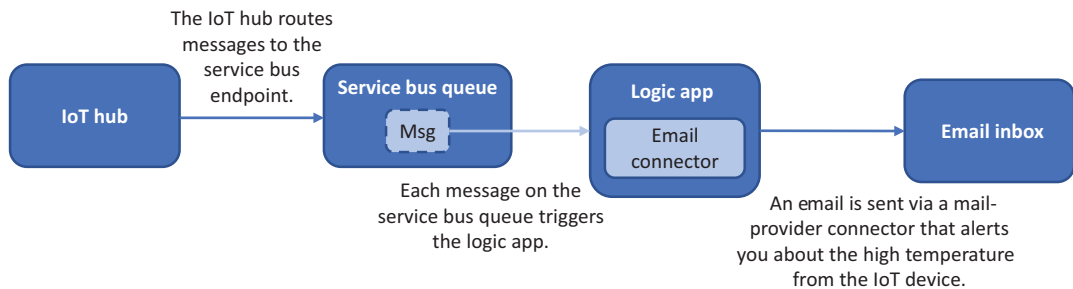 The IoT hub routes
messages to the
service bus
endpoint.
IoT hub
Service bus queue
Msg
Each message on the
service bus queue triggers
the logic app.
Logic app
Email
connector
Email inbox
An email is sent via a mail-
provider connector that alerts
you about the high temperature
from the IoT device.